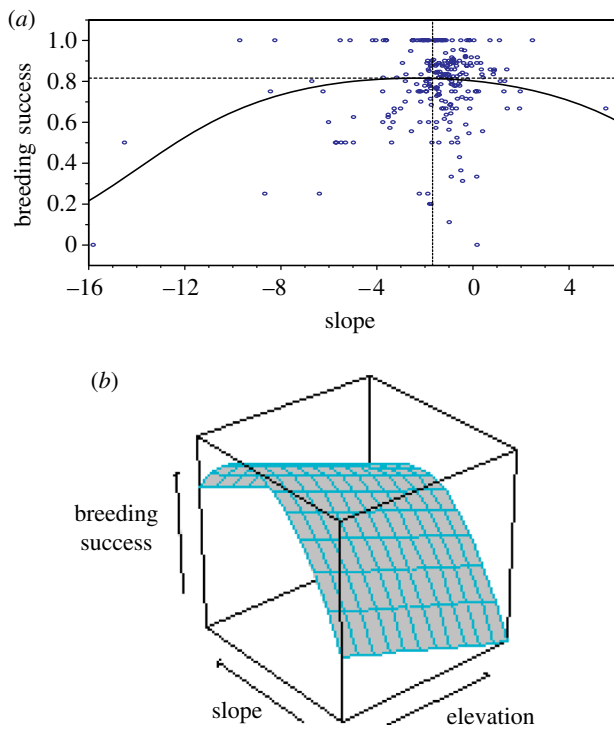 (a)
1.0
0.8
0.6
0.4
0.2
0
breeding success
−16
−12
−8
−4
0
4
slope
(b)
breeding
success
slope
elevation